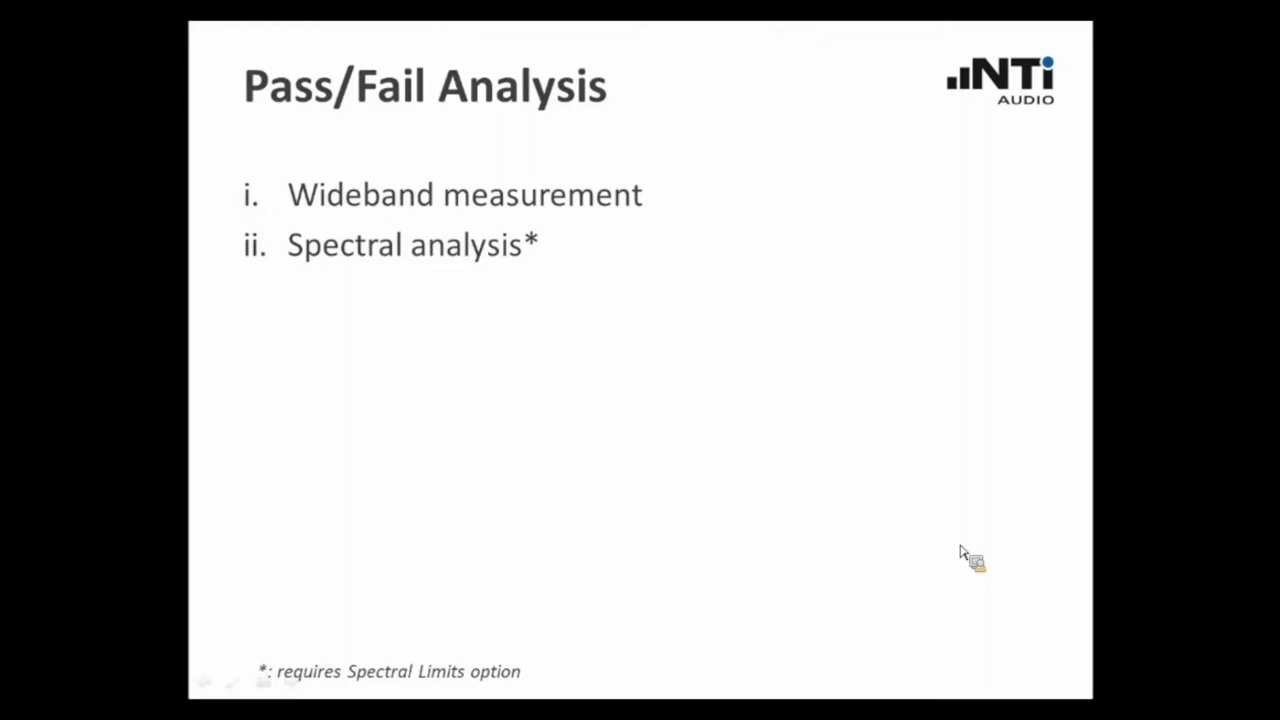 Pass/Fail Analysis
NTi
AUDIO
i. Wideband measurement
ii. Spectral analysis*
*: requires Spectral Limits option